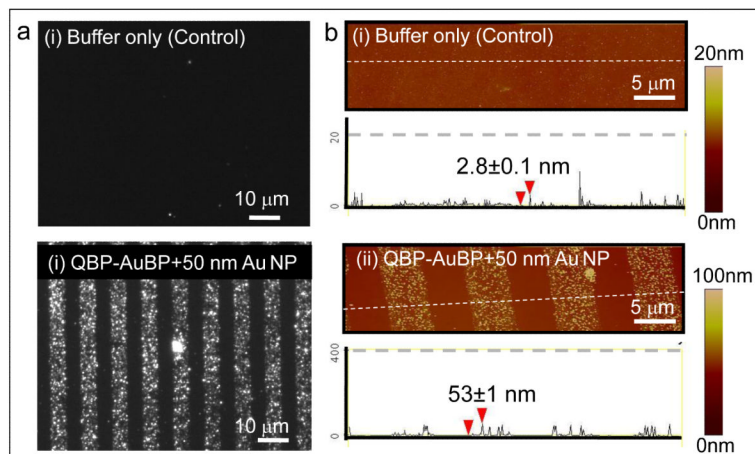 a
(i) Buffer only (Control)
10 μm
(i) QBP-AuBP+50 nm Au NP
10 μm
b
(i) Buffer only (Control)
5 μm
20nm
0nm
20
0
2.8±0.1 nm
(ii) QBP-AuBP+50 nm Au NP
5 μm
100nm
0nm
400
0
53±1 nm